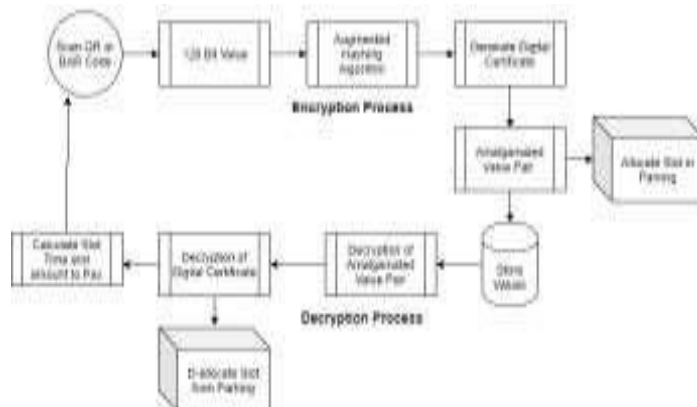 Scan QR or
BAR Code
128 Bit Value
Augmented
Hashing
Algorithm
Generate Digital
Certificate
Encryption Process
Amalgamated
Value Pair
Allocate Slot in
Parking
Calculate Slot
Time and
amount to Pay
Decryption of
Digital Certificate
Decryption of
Amalgamated
Value Pair
Store
Values
Decryption Process
D-allocate Slot
from Parking